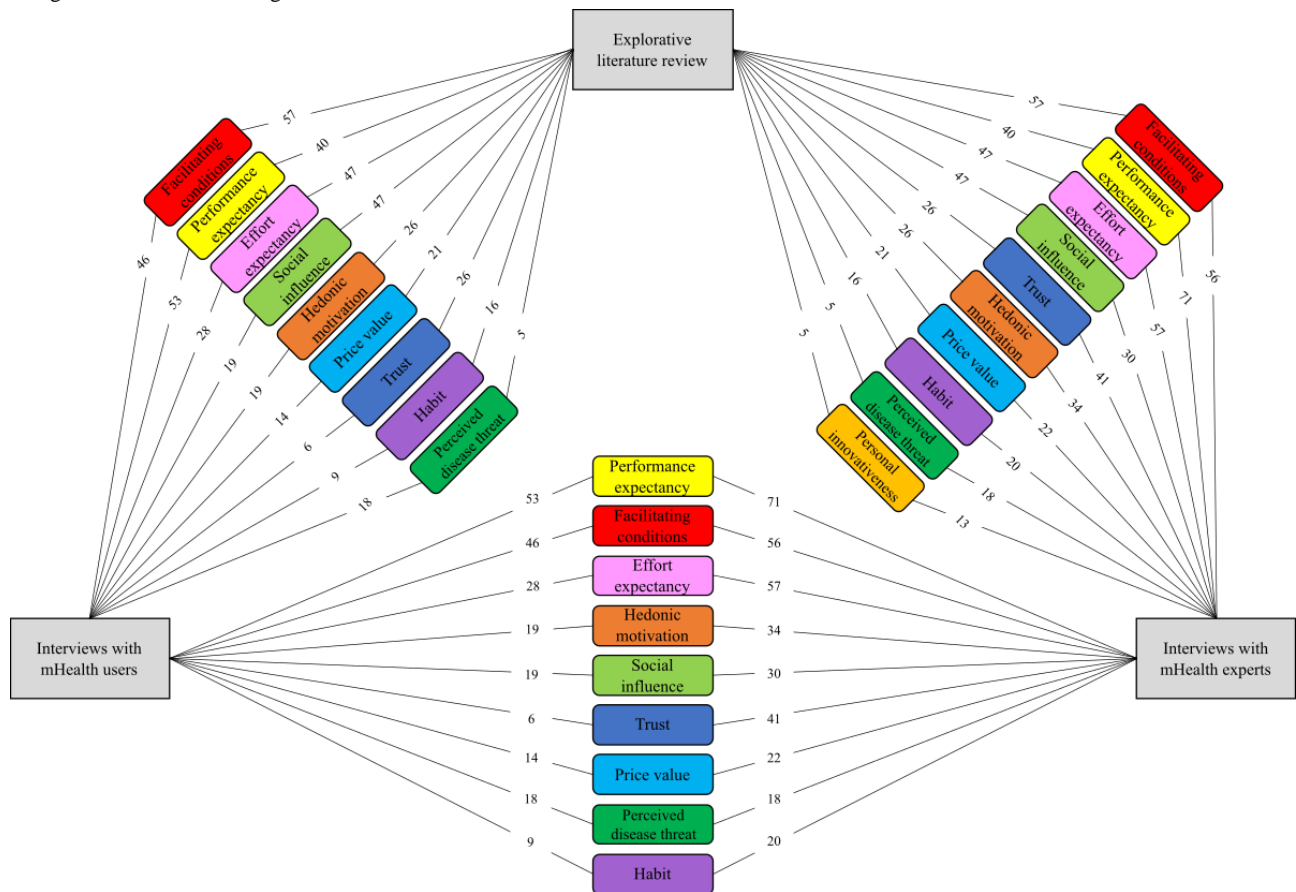 Explorative
literature review
57
40
47
47
26
21
26
16
5
Facilitating
conditions
Performance
expectancy
Effort
expectancy
Social
influence
Hedonic
motivation
Price value
Trust
Habit
Perceived
disease threat
46
53
28
19
19
14
6
9
18
57
40
47
47
26
26
21
16
5
5
Facilitating
conditions
Performance
expectancy
Effort
expectancy
Social
influence
Trust
Hedonic
motivation
Price value
Habit
Perceived
disease threat
Personal
innovativeness
56
71
57
30
41
34
22
20
18
13
Interviews with
mHealth users
Interviews with
mHealth experts
53
Performance
expectancy
71
46
Facilitating
conditions
56
28
Effort
expectancy
57
19
Hedonic
motivation
34
19
Social
influence
30
6
Trust
41
14
Price value
22
18
Perceived
disease threat
18
9
Habit
20